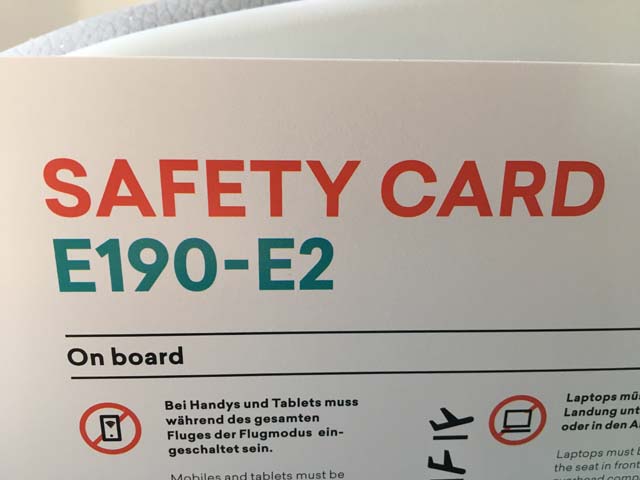 SAFETY CARD
E190-E2
On board
Bei Handys und Tablets muss
während des gesamten
Fluges der Flugmodus ein-
geschaltet sein.
Mobiles and tablets must be
Laptops mü
Landung unt
oder in den A
Laptops must b
the seat in front
overhead comp